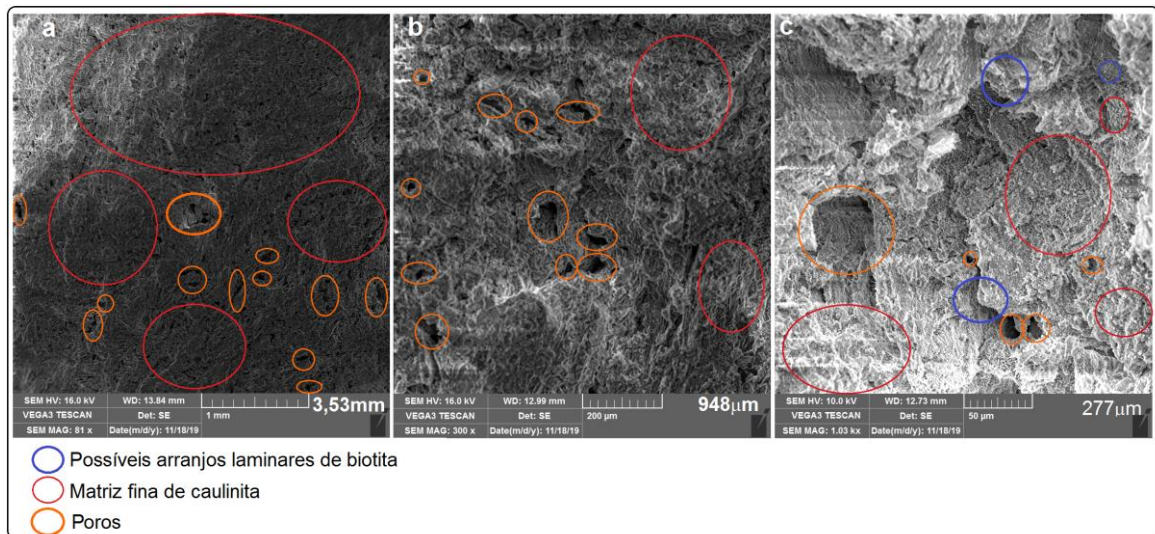 a
SEM HV: 16.0 kV WD: 13.84 mm
VEGA3 TESCAN Det: SE 1 mm 3,53mm
SEM MAG: 81 x Date(m/d/y): 11/18/19
b
SEM HV: 16.0 kV WD: 12.99 mm
VEGA3 TESCAN Det: SE 200 µm 948µm
SEM MAG: 300 x Date(m/d/y): 11/18/19
c
SEM HV: 10.0 kV WD: 12.73 mm
VEGA3 TESCAN Det: SE 50 µm 277µm
SEM MAG: 1.03 kx Date(m/d/y): 11/18/19
Possíveis arranjos laminares de biotita
Matriz fina de caulinita
Poros